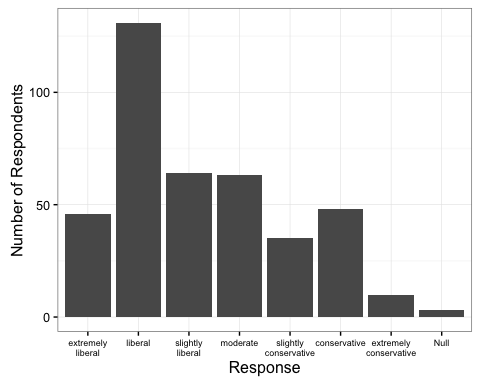 Number of Respondents
100
50
0
extremely liberal slightly moderate slightly conservative extremely Null
liberal liberal conservative conservative
Response